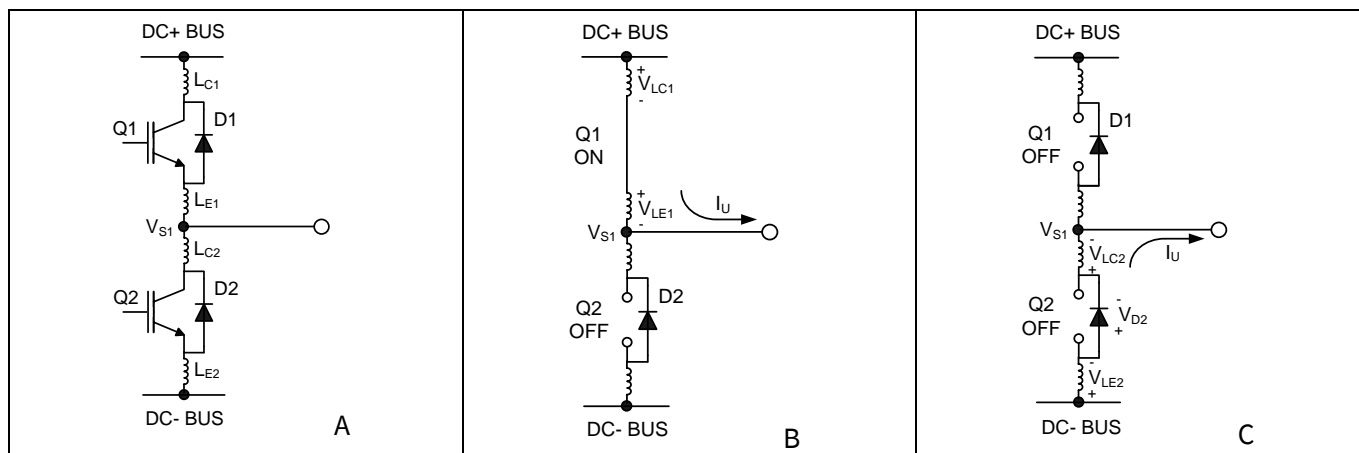 DC+ BUS
L_C1
D1
Q1
L_E1
V_S1
L_C2
D2
Q2
L_E2
DC- BUS
A
DC+ BUS
+
V_LC1
-
Q1
ON
+
V_LE1
-
I_U
V_S1
D2
Q2
OFF
DC- BUS
B
DC+ BUS
D1
Q1
OFF
V_S1
-
V_LC2
+
I_U
Q2
OFF
-
V_D2
+
-
V_LE2
+
DC- BUS
C